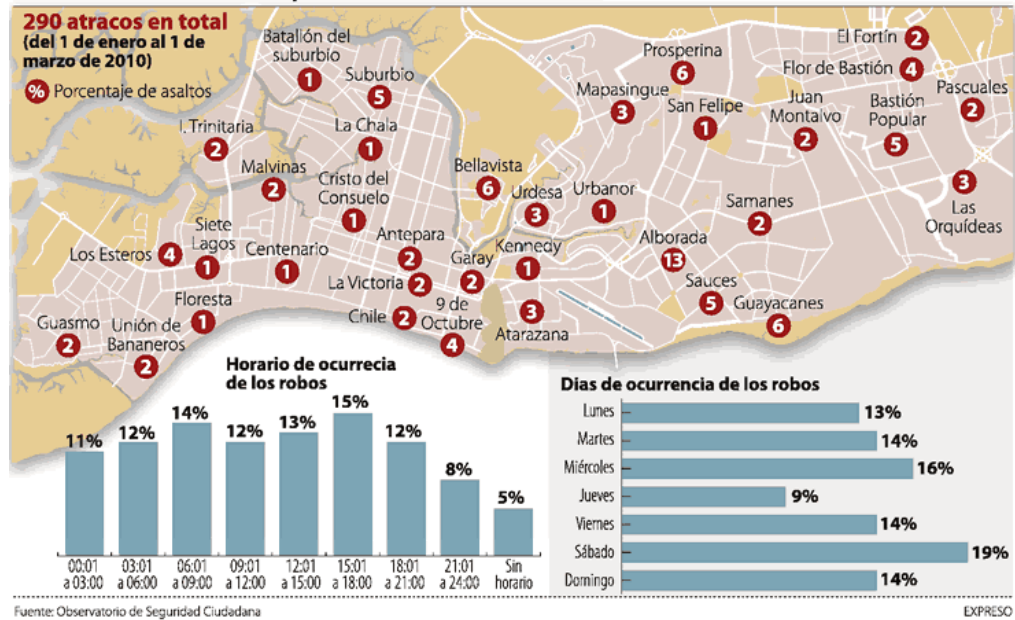 290 atracos en total
(del 1 de enero al 1 de
marzo de 2010)
% Porcentaje de asaltos
Batallón del
suburbio
1
Suburbio
5
I. Trinitaria
2
La Chala
1
Malvinas
2
Cristo del
Consuelo
1
Bellavista
6
Prosperina
6
Mapasingue
3
San Felipe
1
El Fortín 2
Flor de Bastión 4
Juan
Montalvo
2
Bastión
Popular
5
Pascuales
2
3
Las
Orquídeas
Urdesa
3
Urbanor
1
Samanes
2
Los Esteros 4
Siete
Lagos
1
Centenario
1
Antepara
2
La Victoria 2
Garay
2
Kennedy
1
Alborada
13
Sauces
5
Guayacanes
6
Floresta
1
Chile 2
9 de
Octubre
4
3
Atarazana
Guasmo
2
Unión de
Bananeros
2
Horario de ocurrecia
de los robos
11%
12%
14%
12%
13%
15%
12%
8%
5%
00:01
a 03:00
03:01
a 06:00
06:01
a 09:00
09:01
a 12:00
12:01
a 15:00
15:01
a 18:00
18:01
a 21:00
21:01
a 24:00
Sin
horario
Dias de ocurrencia de los robos
Lunes 13%
Martes 14%
Miércoles 16%
Jueves 9%
Viernes 14%
Sábado 19%
Domingo 14%
Fuente: Observatorio de Seguridad Ciudadana
EXPRESO